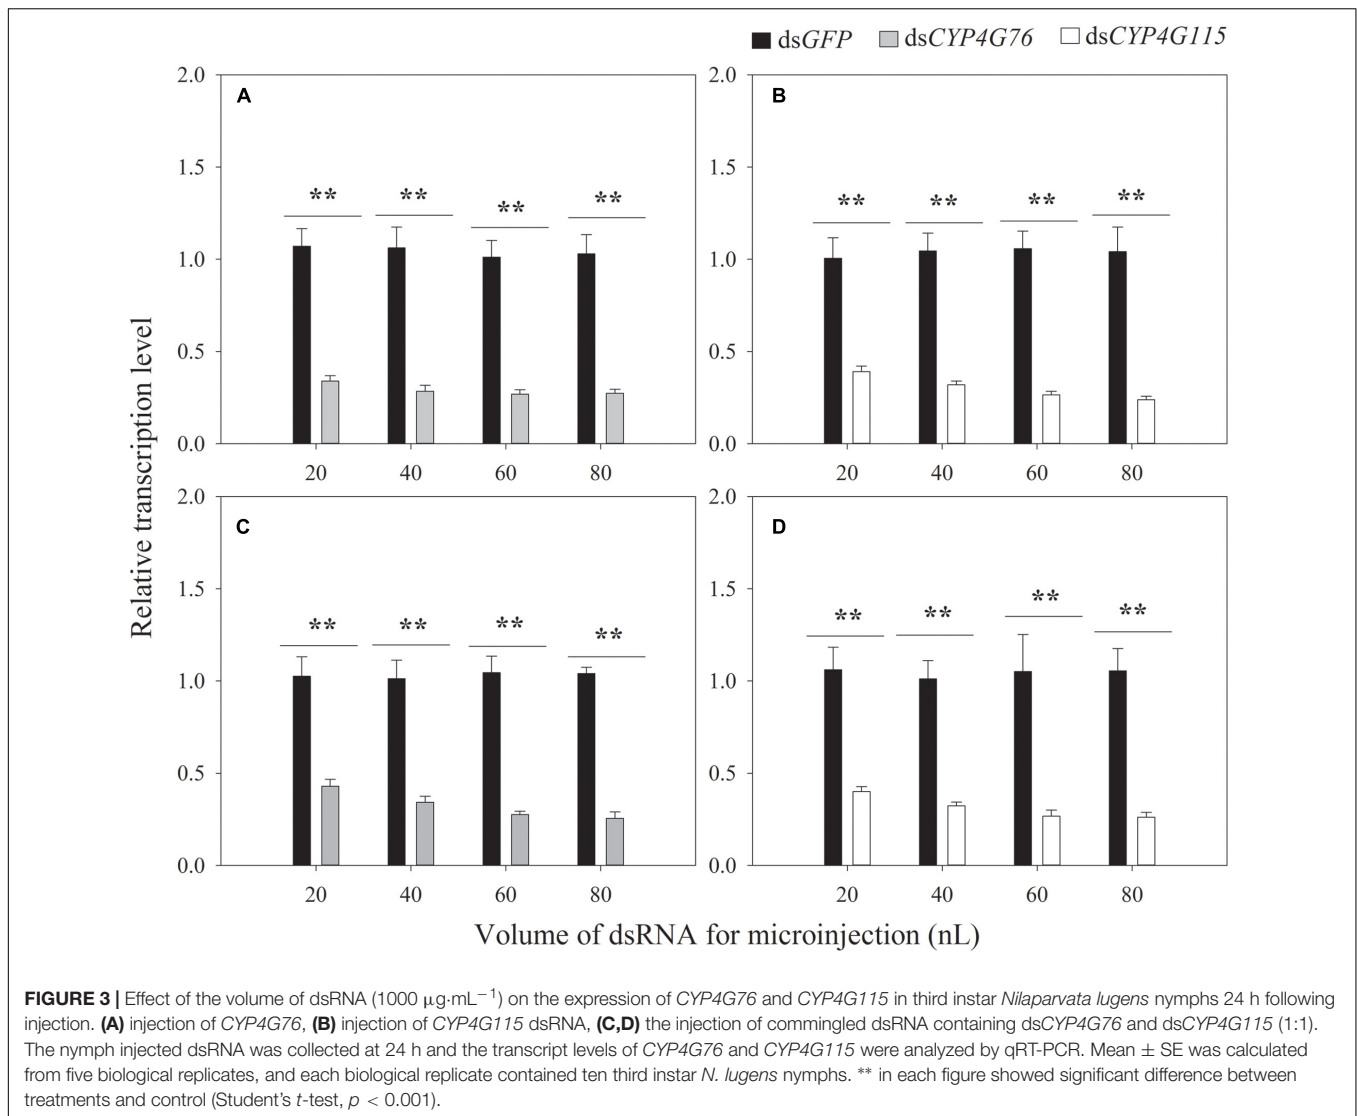 dsGFP dsCYP4G76 dsCYP4G115
Relative transcription level
A
2.0
1.5
** ** ** **
1.0
0.5
0.0
20 40 60 80
B
2.0
1.5
** ** ** **
1.0
0.5
0.0
20 40 60 80
C
2.0
1.5
** ** ** **
1.0
0.5
0.0
20 40 60 80
D
2.0
1.5
** ** ** **
1.0
0.5
0.0
20 40 60 80
Volume of dsRNA for microinjection (nL)
FIGURE 3 | Effect of the volume of dsRNA (1000 μg·mL⁻¹) on the expression of CYP4G76 and CYP4G115 in third instar Nilaparvata lugens nymphs 24 h following
injection. (A) injection of CYP4G76, (B) injection of CYP4G115 dsRNA, (C,D) the injection of commingled dsRNA containing dsCYP4G76 and dsCYP4G115 (1:1).
The nymph injected dsRNA was collected at 24 h and the transcript levels of CYP4G76 and CYP4G115 were analyzed by qRT-PCR. Mean ± SE was calculated
from five biological replicates, and each biological replicate contained ten third instar N. lugens nymphs. ** in each figure showed significant difference between
treatments and control (Student's t-test, p < 0.001).